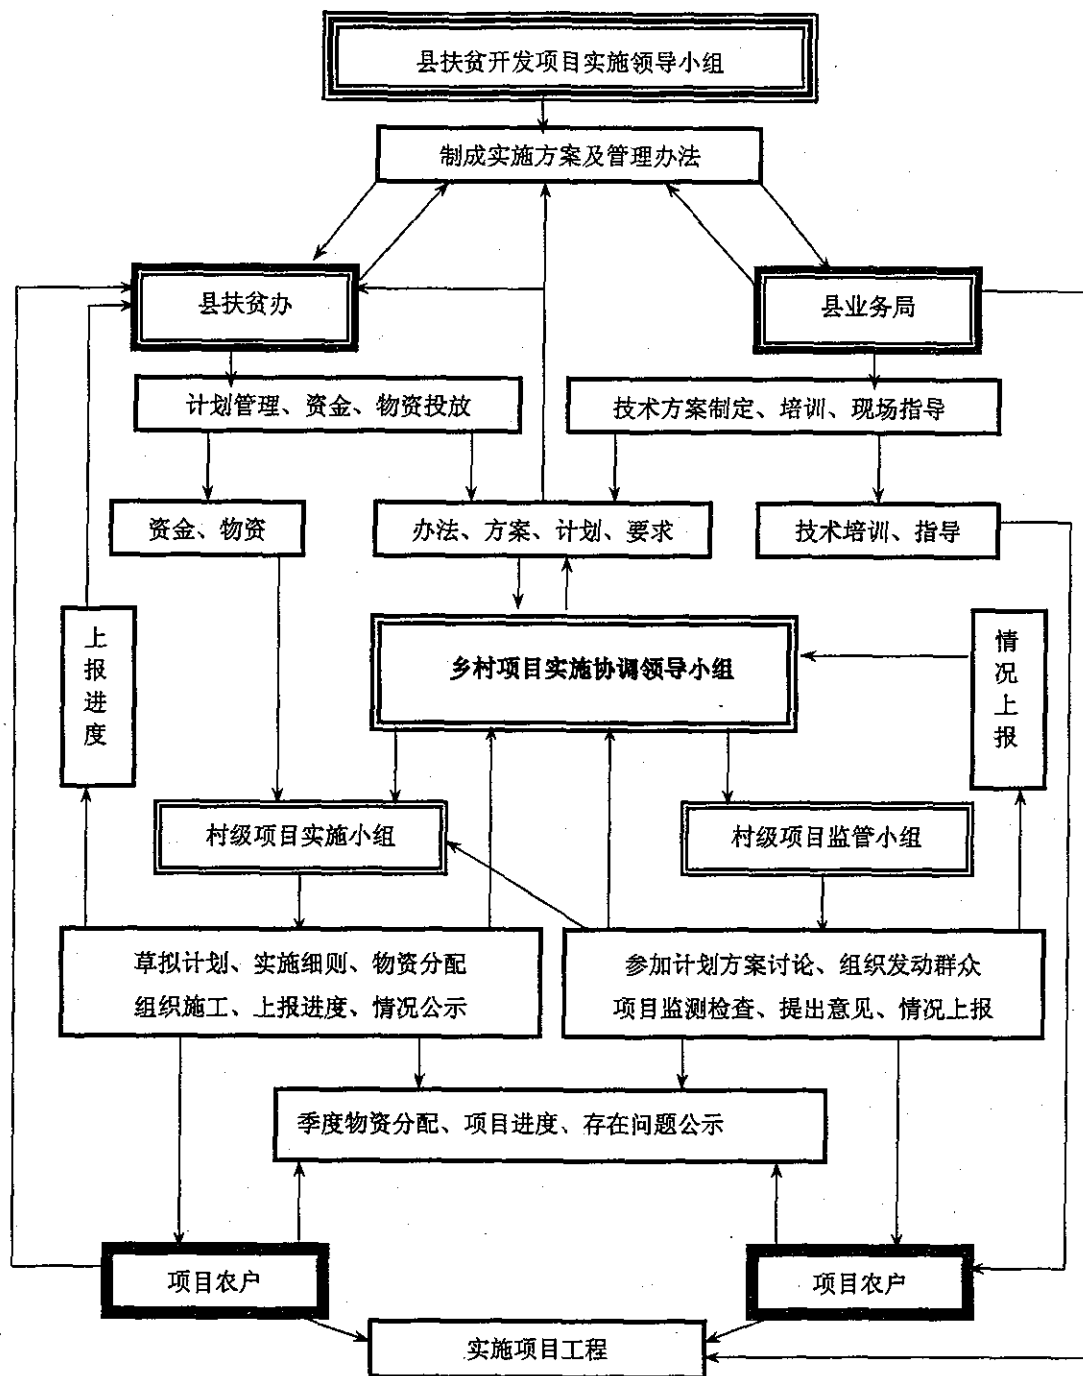 县扶贫开发项目实施领导小组
制成实施方案及管理办法
县扶贫办
县业务局
计划管理、资金、物资投放
技术方案制定、培训、现场指导
资金、物资
办法、方案、计划、要求
技术培训、指导
上报进度
乡村项目实施协调领导小组
情况上报
村级项目实施小组
村级项目监管小组
草拟计划、实施细则、物资分配
组织施工、上报进度、情况公示
参加计划方案讨论、组织发动群众
项目监测检查、提出意见、情况上报
季度物资分配、项目进度、存在问题公示
项目农户
项目农户
实施项目工程